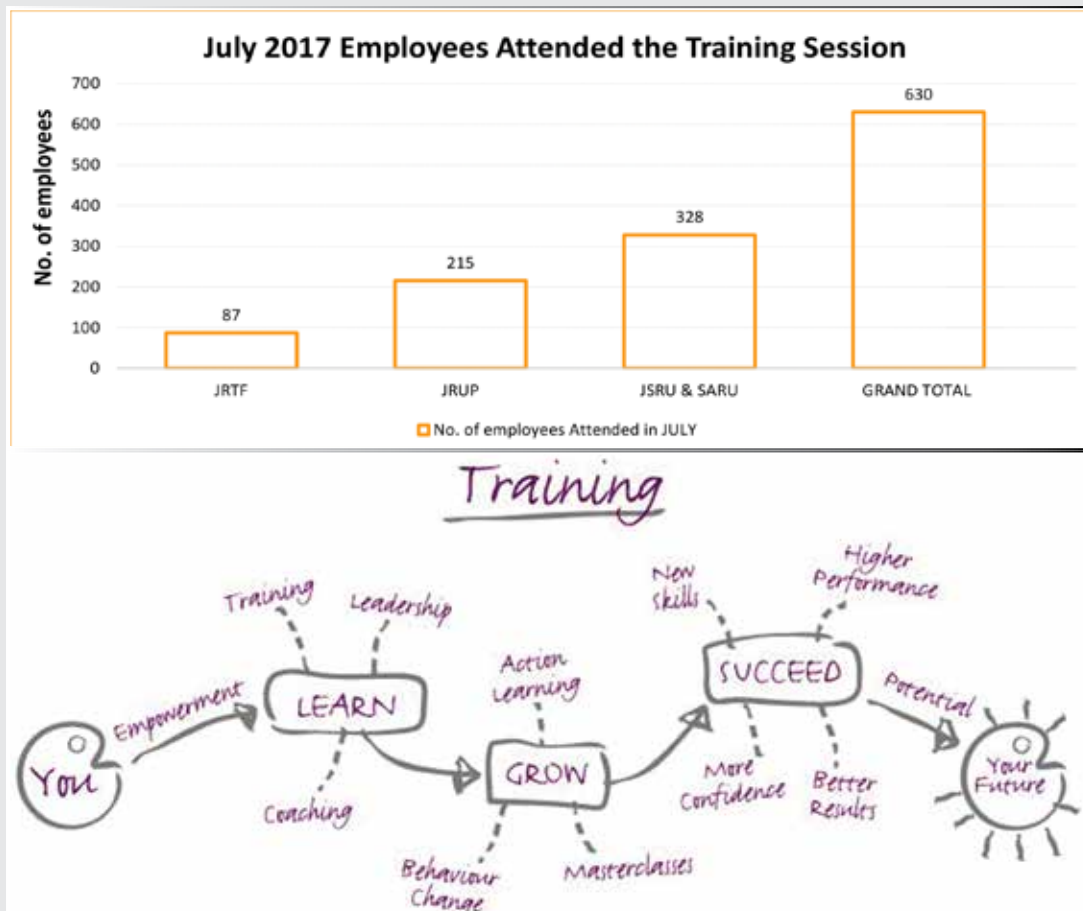 July 2017 Employees Attended the Training Session
No. of employees
700
600
500
400
300
200
100
0
87
215
328
630
JRTF
JRUP
JSRU & SARU
GRAND TOTAL
No. of employees Attended in JULY
Training
You
Empowerment
Training
Leadership
LEARN
Coaching
Action
Learning
GROW
Behaviour
Change
Masterclasses
New
Skills
Higher
Performance
SUCCEED
More
Confidence
Better
Results
Potential
Your
Future